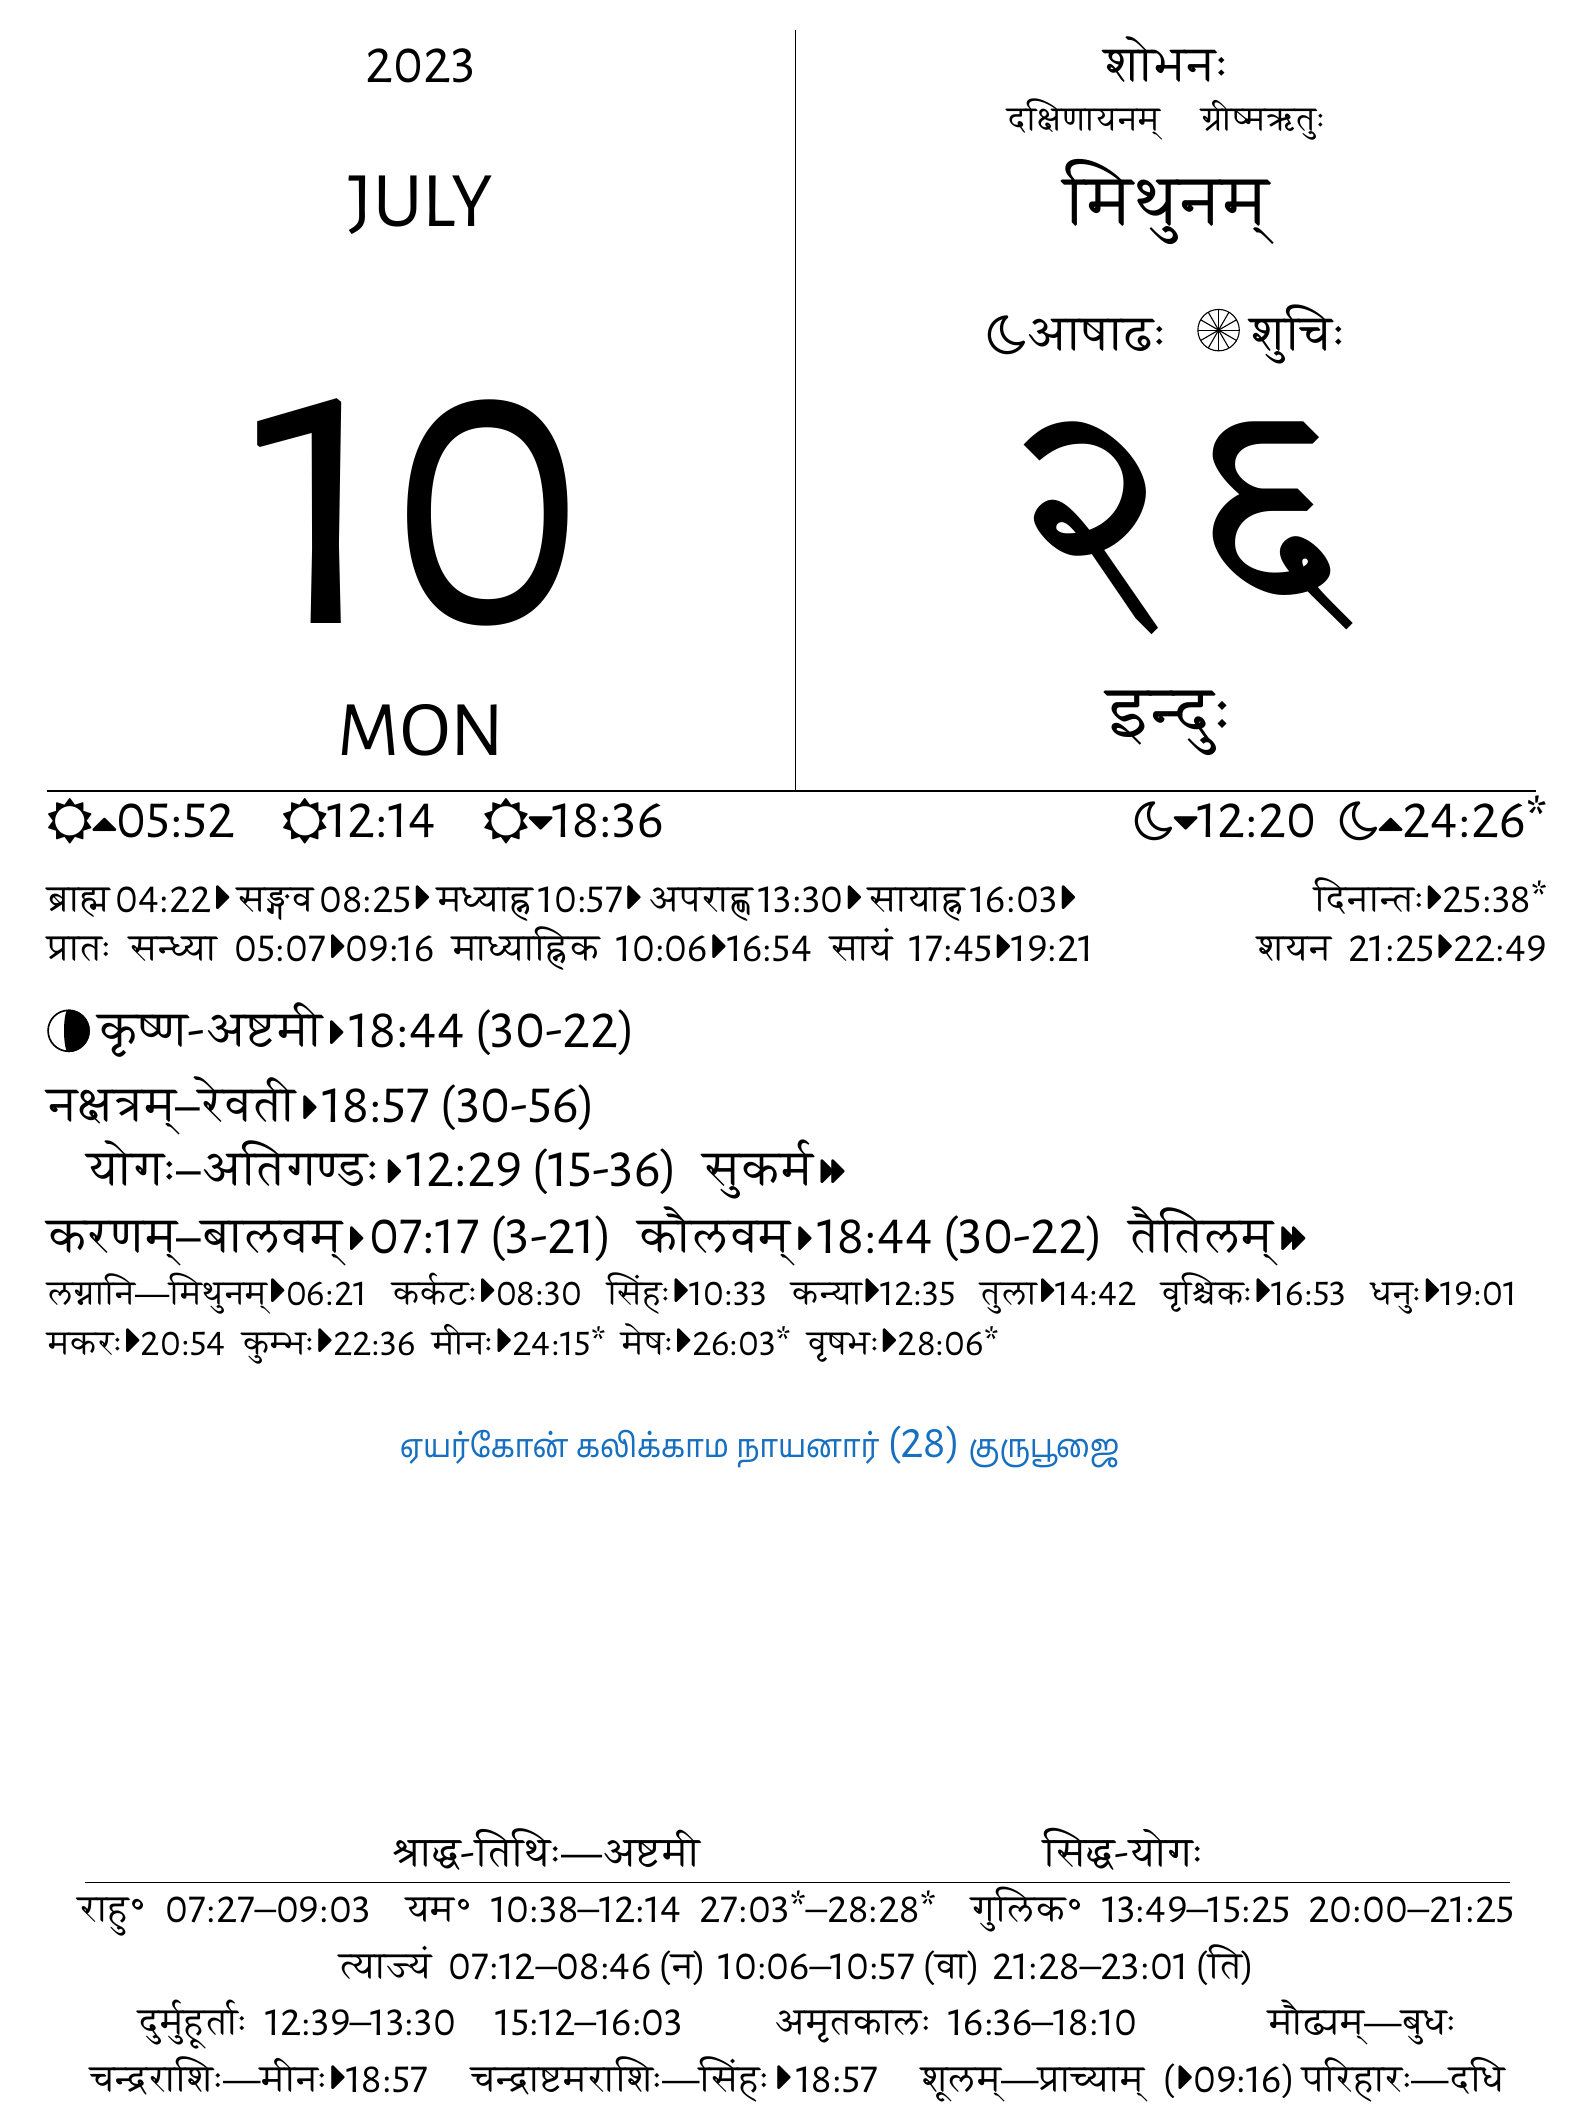 2023
JULY
10
MON
शोभनः
दक्षिणायनम् ग्रीष्मऋतुः
मिथुनम्
आषाढः शुचिः
२६
इन्दुः
05:52 12:14 18:36 12:20 24:26*
ब्राह्म 04:22 सङ्गव 08:25 मध्याह्न 10:57 अपराह्ण 13:30 सायाह्न 16:03 दिनान्तः 25:38*
प्रातः सन्ध्या 05:07 09:16 माध्याह्निक 10:06 16:54 सायं 17:45 19:21 शयन 21:25 22:49
कृष्ण-अष्टमी 18:44 (30-22)
नक्षत्रम्–रेवती 18:57 (30-56)
योगः–अतिगण्डः 12:29 (15-36) सुकर्म
करणम्–बालवम् 07:17 (3-21) कौलवम् 18:44 (30-22) तैतिलम्
लग्नानि—मिथुनम् 06:21 कर्कटः 08:30 सिंहः 10:33 कन्या 12:35 तुला 14:42 वृश्चिकः 16:53 धनुः 19:01
मकरः 20:54 कुम्भः 22:36 मीनः 24:15* मेषः 26:03* वृषभः 28:06*
ஏயர்கோன் கலிக்காம நாயனார் (28) குருபூஜை
श्राद्ध-तिथिः—अष्टमी सिद्ध-योगः
राहु॰ 07:27–09:03 यम॰ 10:38–12:14 27:03*–28:28* गुलिक॰ 13:49–15:25 20:00–21:25
त्याज्यं 07:12–08:46 (न) 10:06–10:57 (वा) 21:28–23:01 (ति)
दुर्मुहूर्ताः 12:39–13:30 15:12–16:03 अमृतकालः 16:36–18:10 मौढ्यम्—बुधः
चन्द्रराशिः—मीनः 18:57 चन्द्राष्टमराशिः—सिंहः 18:57 शूलम्—प्राच्याम् ( 09:16) परिहारः—दधि